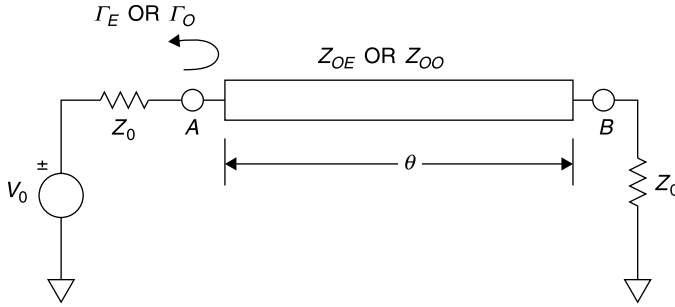 Γ_E OR Γ_O
Z_OE OR Z_OO
Z_0
A
B
θ
±
V_0
Z_0